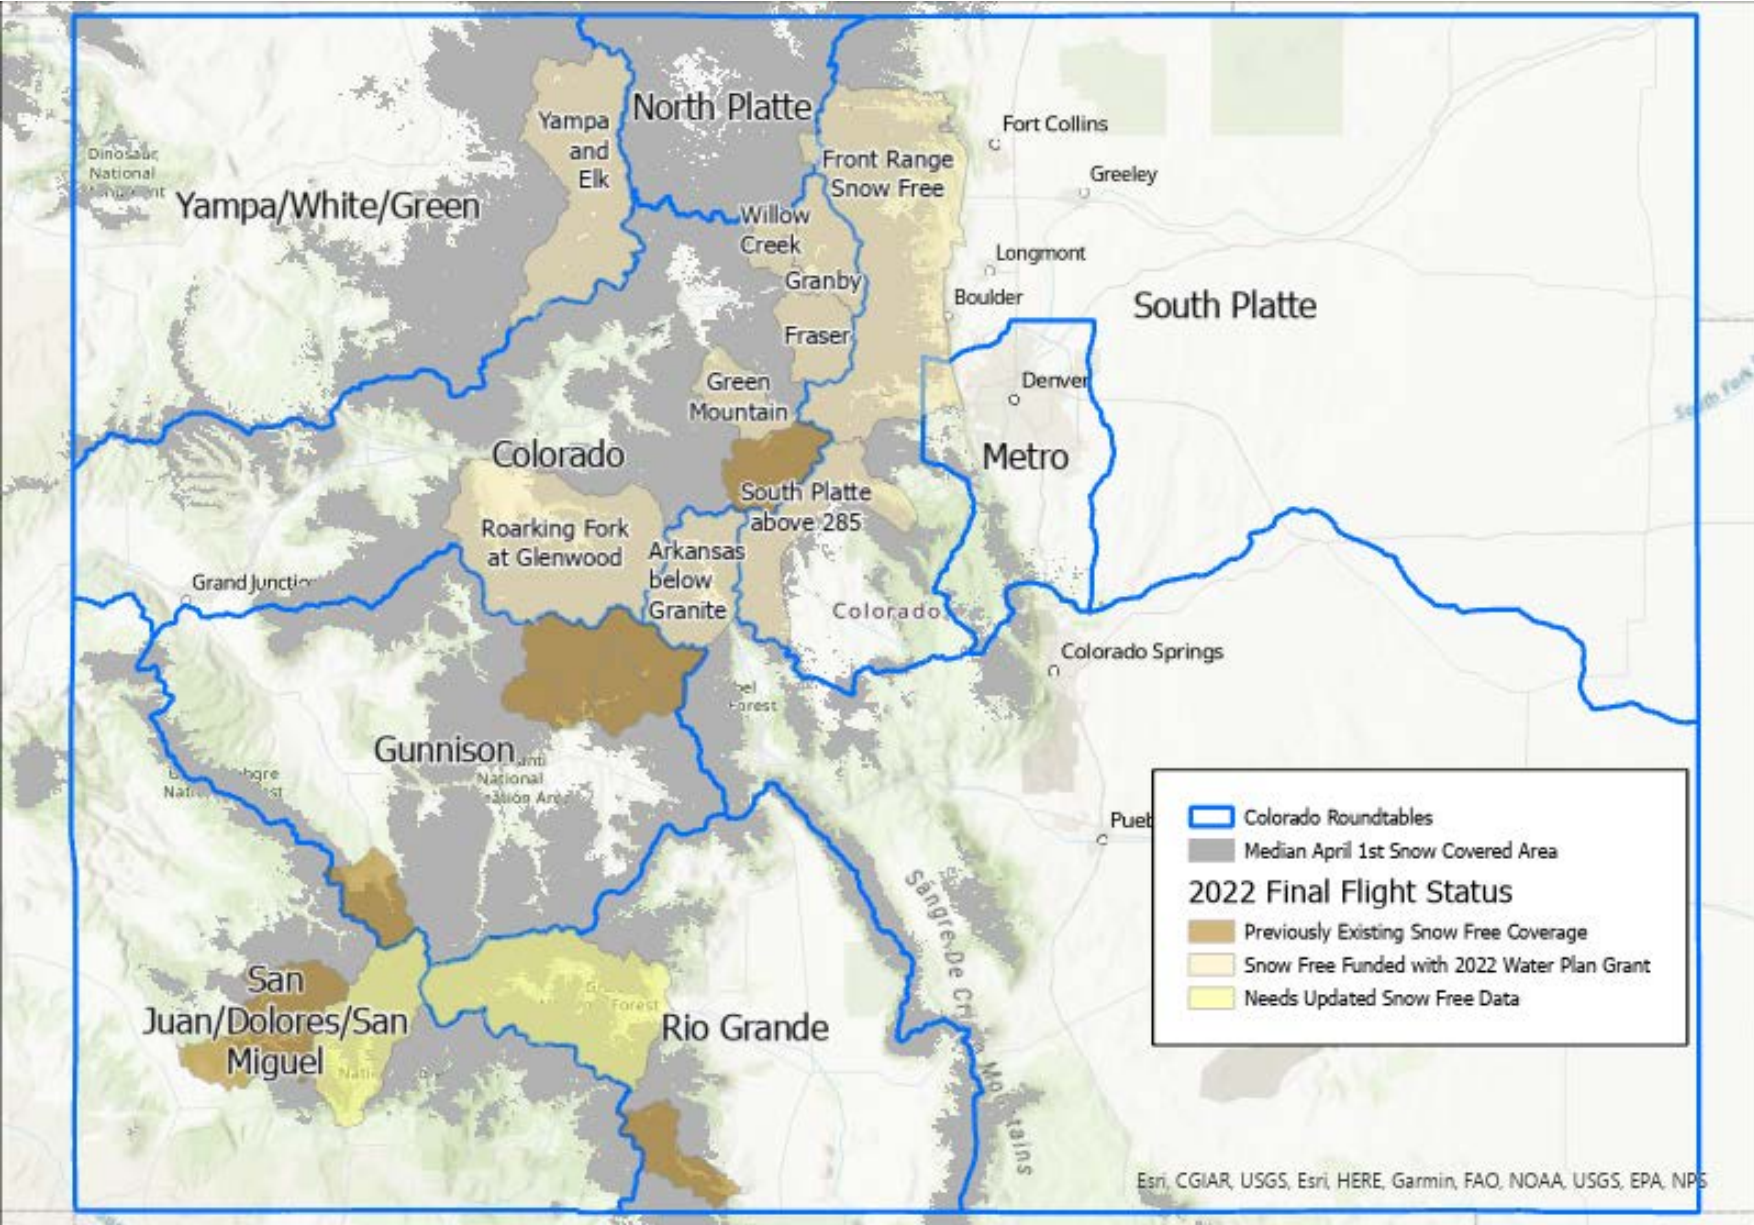 North Platte
Yampa
and
Elk
Fort Collins
Dinosaur
National
Front Range
Snow Free
Greeley
Yampa/White/Green
Willow
Creek
Longmont
Granby
Boulder
South Platte
Fraser
Green
Mountain
Denver
Colorado
Metro
South Platte
above 285
Roarking Fork
at Glenwood
Arkansas
below
Granite
Grand Junctio
Colorado
Colorado Springs
Forest
Gunnison
National
Pueb
Colorado Roundtables
Median April 1st Snow Covered Area
2022 Final Flight Status
Previously Existing Snow Free Coverage
Snow Free Funded with 2022 Water Plan Grant
Needs Updated Snow Free Data
San
Juan/Dolores/San
Miguel
Forest
Rio Grande
Sangre De
Esri, CGIAR, USGS, Esri, HERE, Garmin, FAO, NOAA, USGS, EPA, NPS